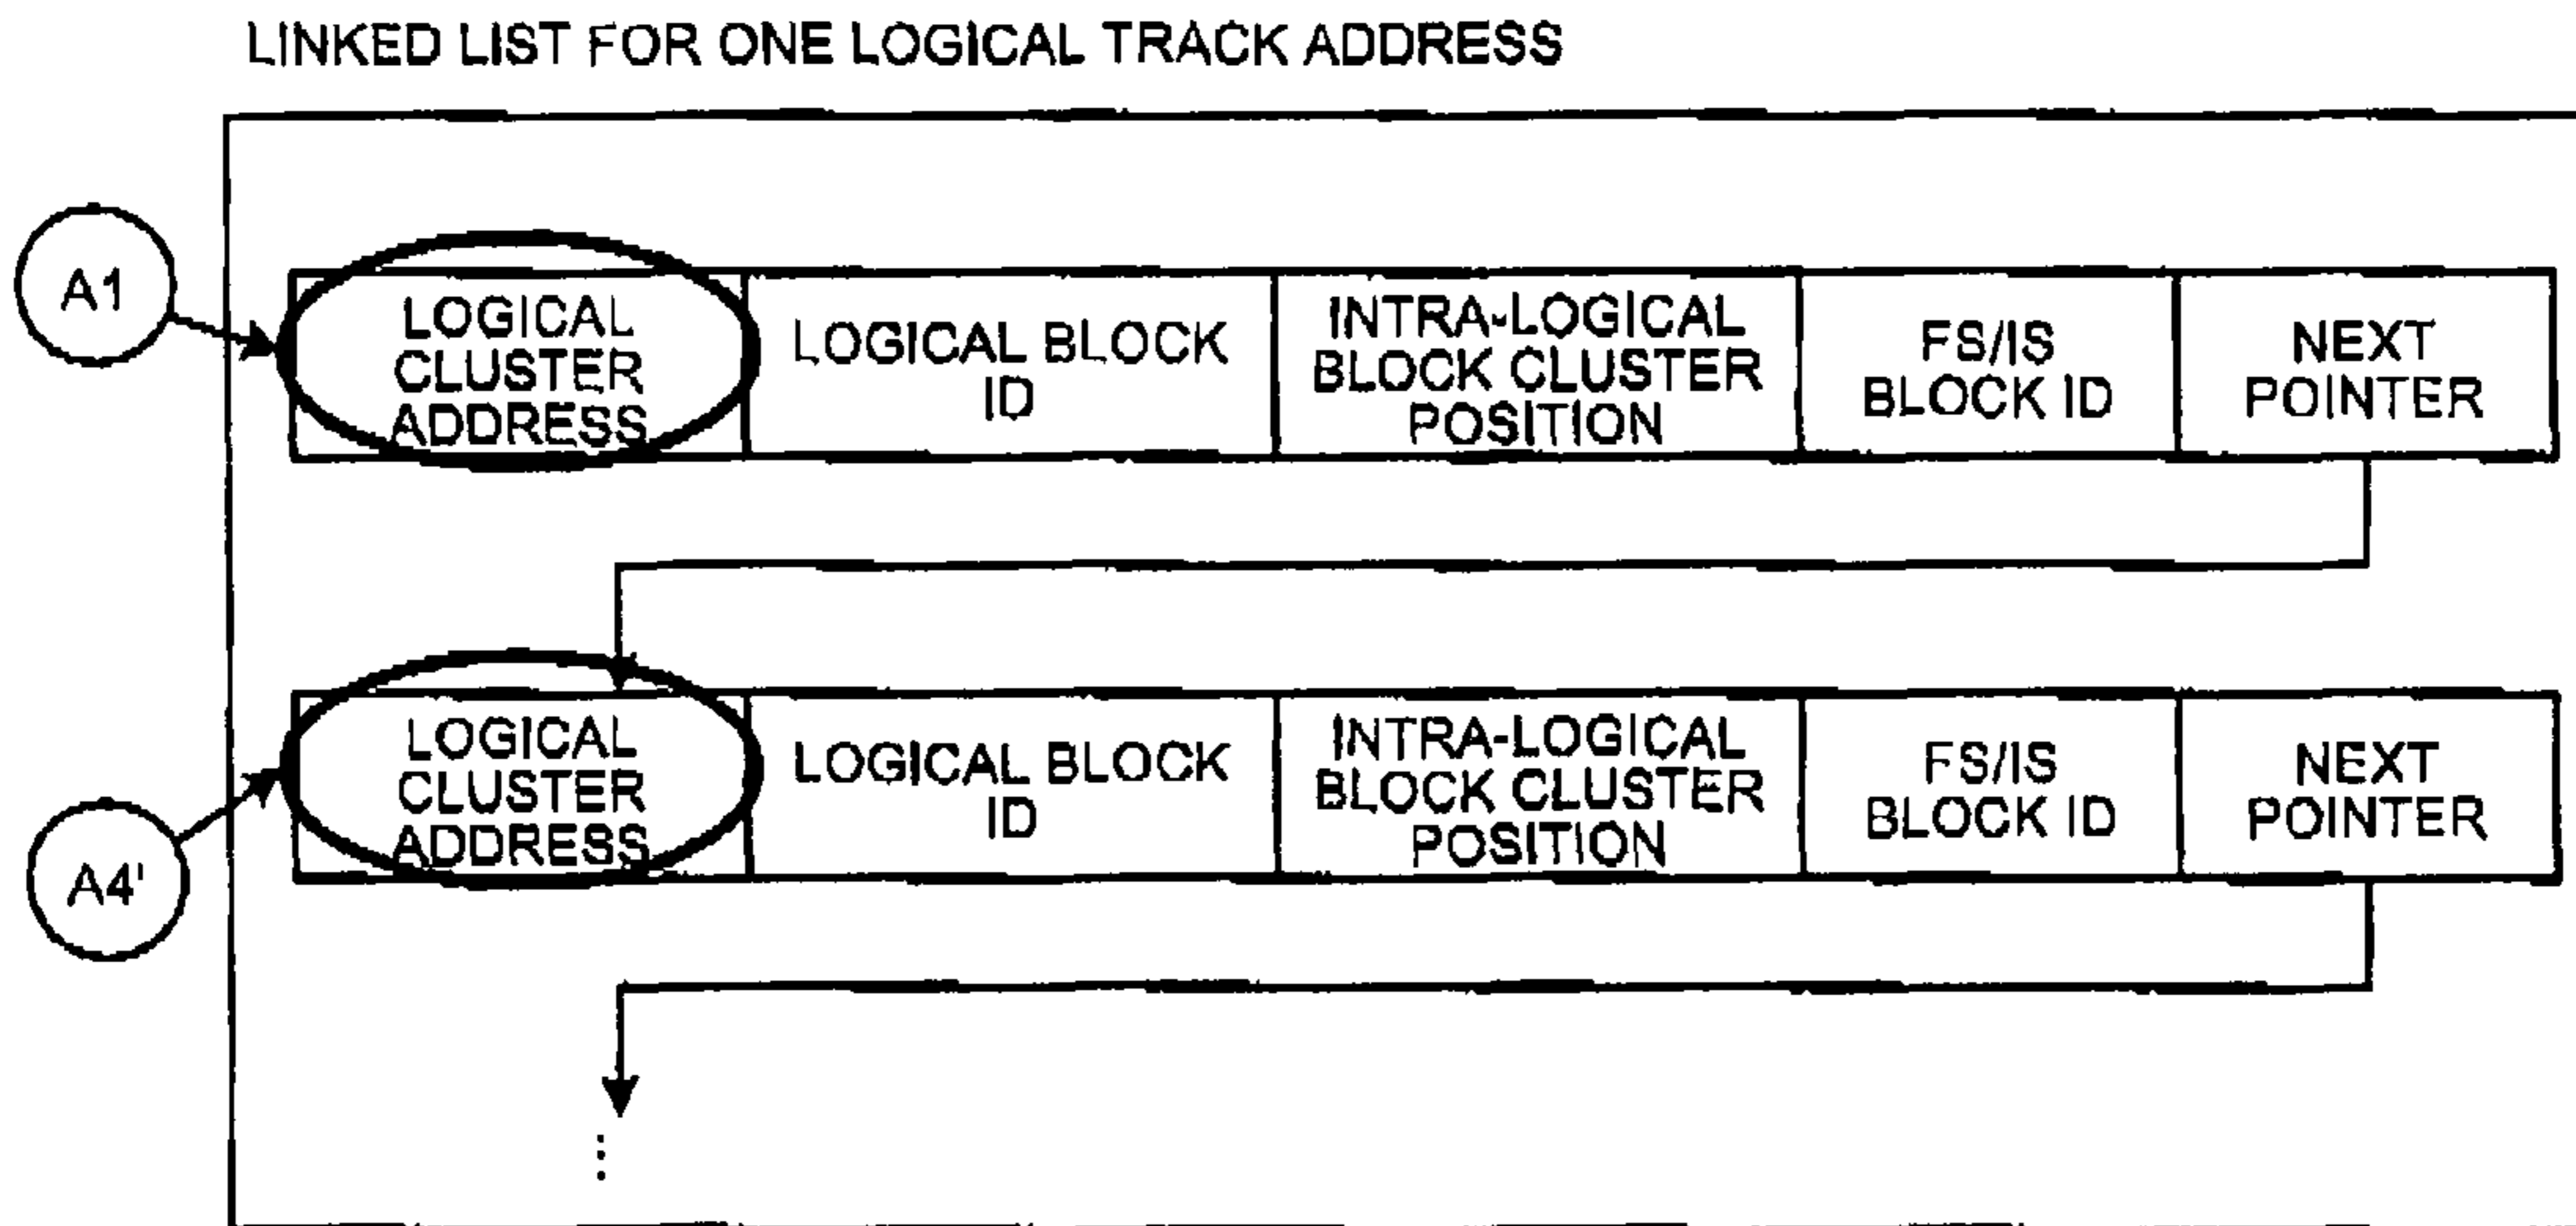 LINKED LIST FOR ONE LOGICAL TRACK ADDRESS
A1
LOGICAL
CLUSTER
ADDRESS
LOGICAL BLOCK
ID
INTRA-LOGICAL
BLOCK CLUSTER
POSITION
FS/IS
BLOCK ID
NEXT
POINTER
A4'
LOGICAL
CLUSTER
ADDRESS
LOGICAL BLOCK
ID
INTRA-LOGICAL
BLOCK CLUSTER
POSITION
FS/IS
BLOCK ID
NEXT
POINTER
⋮